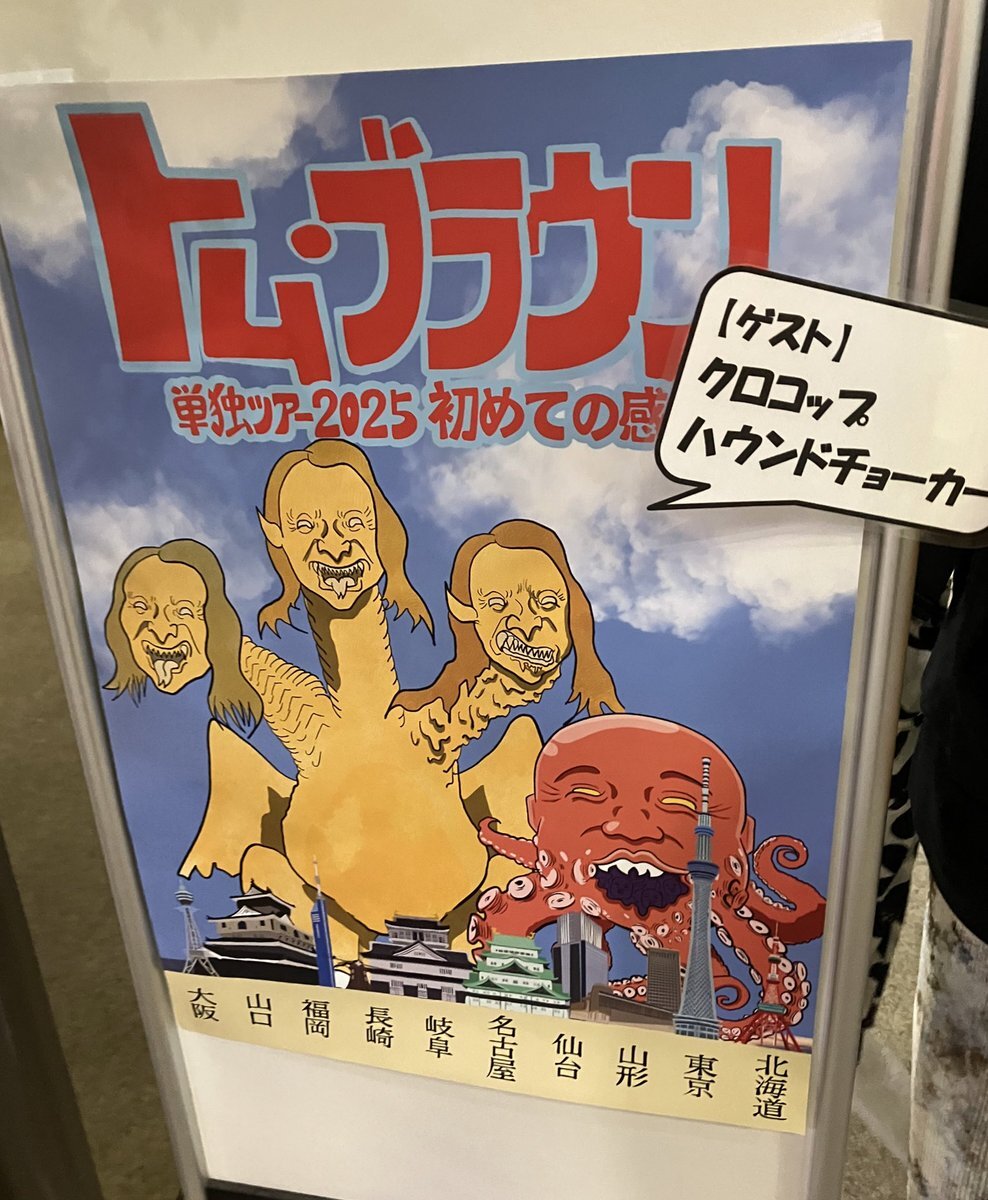 トム・ブラウン
単独ツアー2025 初めての感
【ゲスト】
クロコップ
ハウンドチョーカー
大阪
山口
福岡
長崎
岐阜
名古屋
仙台
山形
東京
北海道